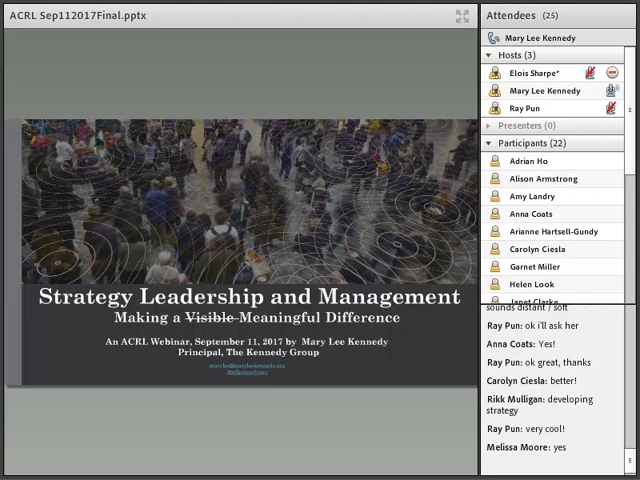 ACRL Sep112017Final.pptx
Strategy Leadership and Management
Making a Visible Meaningful Difference
An ACRL Webinar, September 11, 2017 by Mary Lee Kennedy
Principal, The Kennedy Group
Attendees (25)
Mary Lee Kennedy
Hosts (3)
Elois Sharpe*
Mary Lee Kennedy
Ray Pun
Presenters (0)
Participants (22)
Adrian Ho
Alison Armstrong
Amy Landry
Anna Coats
Arianne Hartsell-Gundy
Carolyn Ciesla
Garnet Miller
Helen Look
Janet Clarke
sounds distant / soft
Ray Pun: ok i'll ask her
Anna Coats: Yes!
Ray Pun: ok great, thanks
Carolyn Ciesla: better!
Rikk Mulligan: developing
strategy
Ray Pun: very cool!
Melissa Moore: yes